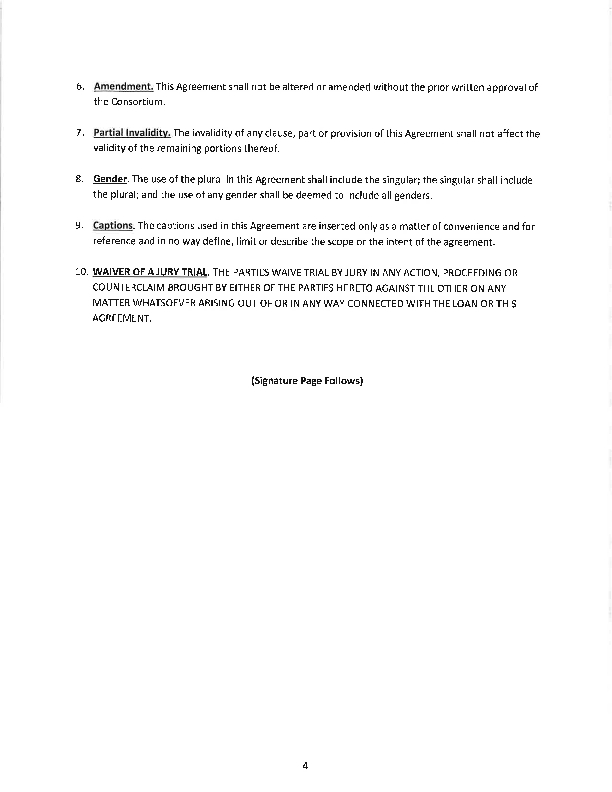 6. Amendment. This Agreement shall not be altered or amended without the prior written approval of
the Consortium.
7. Partial Invalidity. The invalidity of any clause, part or provision of this Agreement shall not affect the
validity of the remaining portions thereof.
8. Gender. The use of the plural in this Agreement shall include the singular; the singular shall include
the plural; and the use of any gender shall be deemed to include all genders.
9. Captions. The captions used in this Agreement are inserted only as a matter of convenience and for
reference and in no way define, limit or describe the scope or the intent of the agreement.
10. WAIVER OF A JURY TRIAL. THE PARTIES WAIVE TRIAL BY JURY IN ANY ACTION, PROCEEDING OR
COUNTERCLAIM BROUGHT BY EITHER OF THE PARTIES HERETO AGAINST THE OTHER ON ANY
MATTER WHATSOEVER ARISING OUT OF OR IN ANY WAY CONNECTED WITH THE LOAN OR THIS
AGREEMENT.
(Signature Page Follows)
4